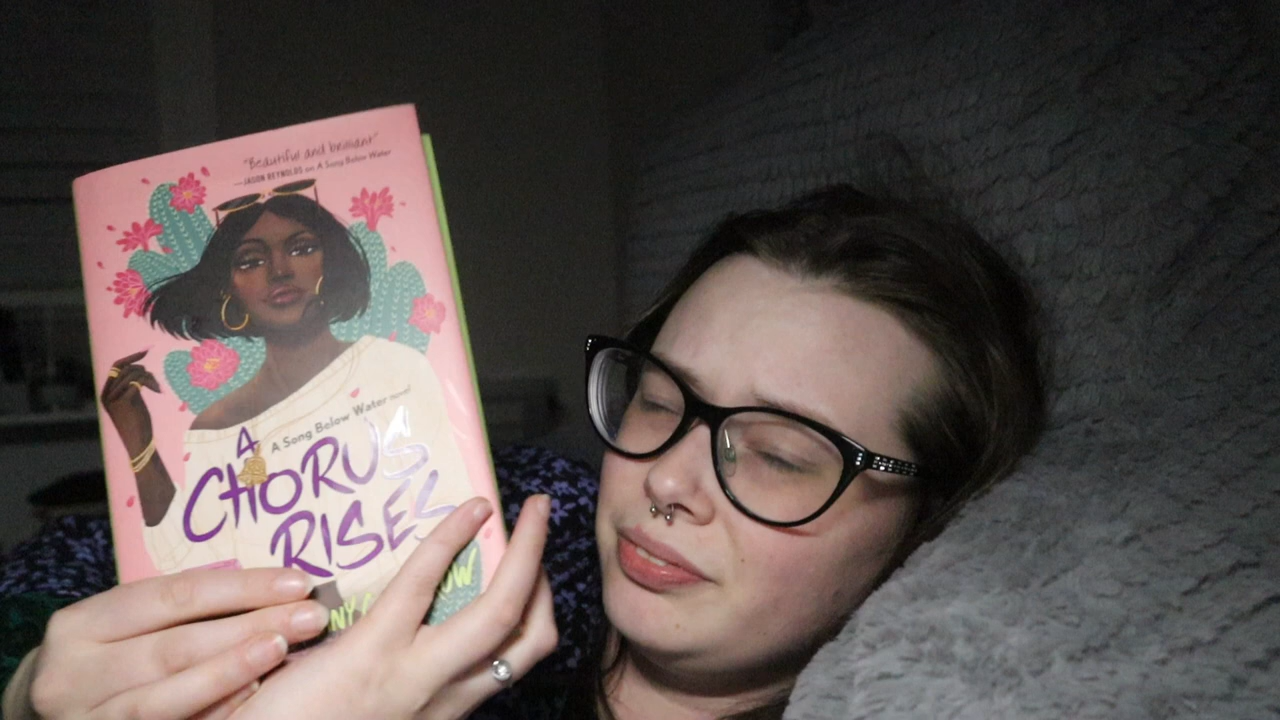 "Beautiful and brilliant"
—JASON REYNOLDS on A Song Below Water
A Song Below Water novel
A
CHORUS
RISES